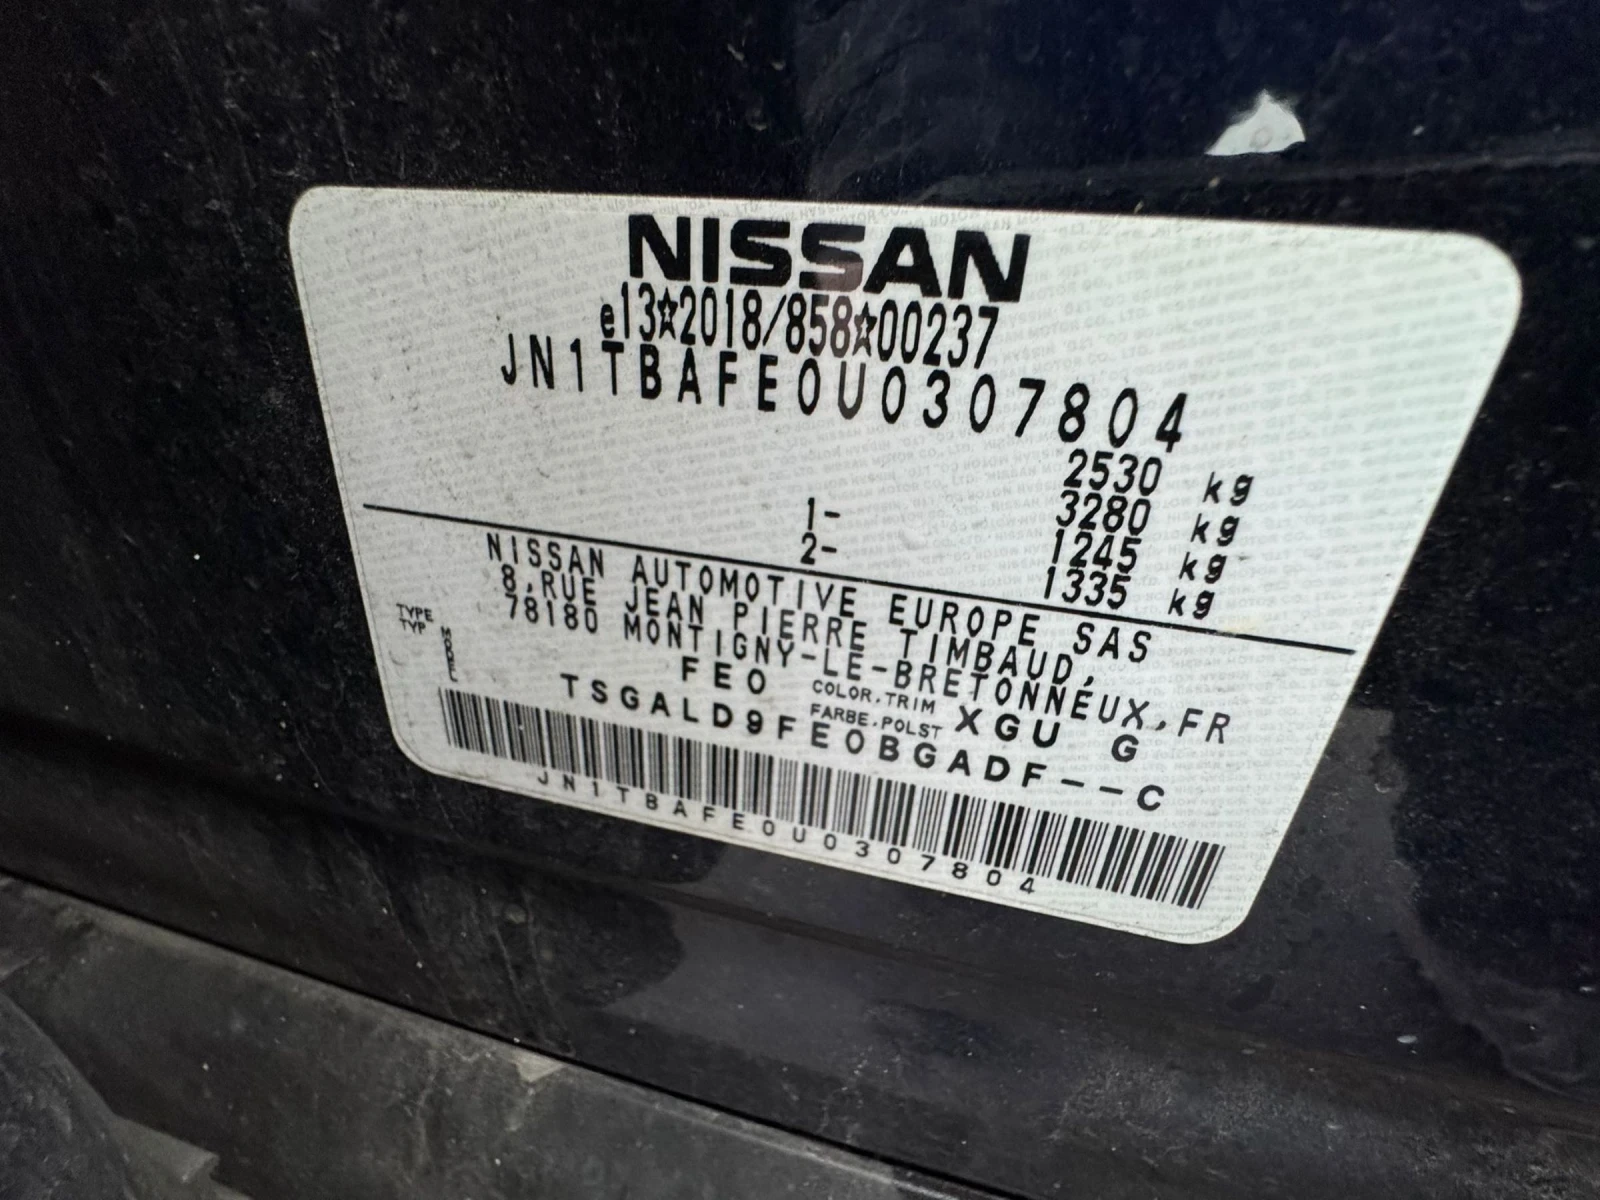 NISSAN
e13☆2018/858☆00237
JN1TBAFE0U0307804
2530 kg
3280 kg
1- 1245 kg
2- 1335 kg
NISSAN AUTOMOTIVE EUROPE SAS
8,RUE JEAN PIERRE TIMBAUD,
78180 MONTIGNY-LE-BRETONNEUX,FR
TYPE FE0 COLOR.TRIM XGU G
TYP FARBE.POLST
MODEL TSGALD9FE0BGADF--C
JN1TBAFE0U0307804